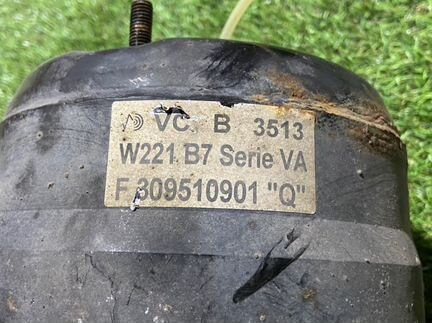 VC. B 3513
W221 B7 Serie VA
F 309510901 "Q"